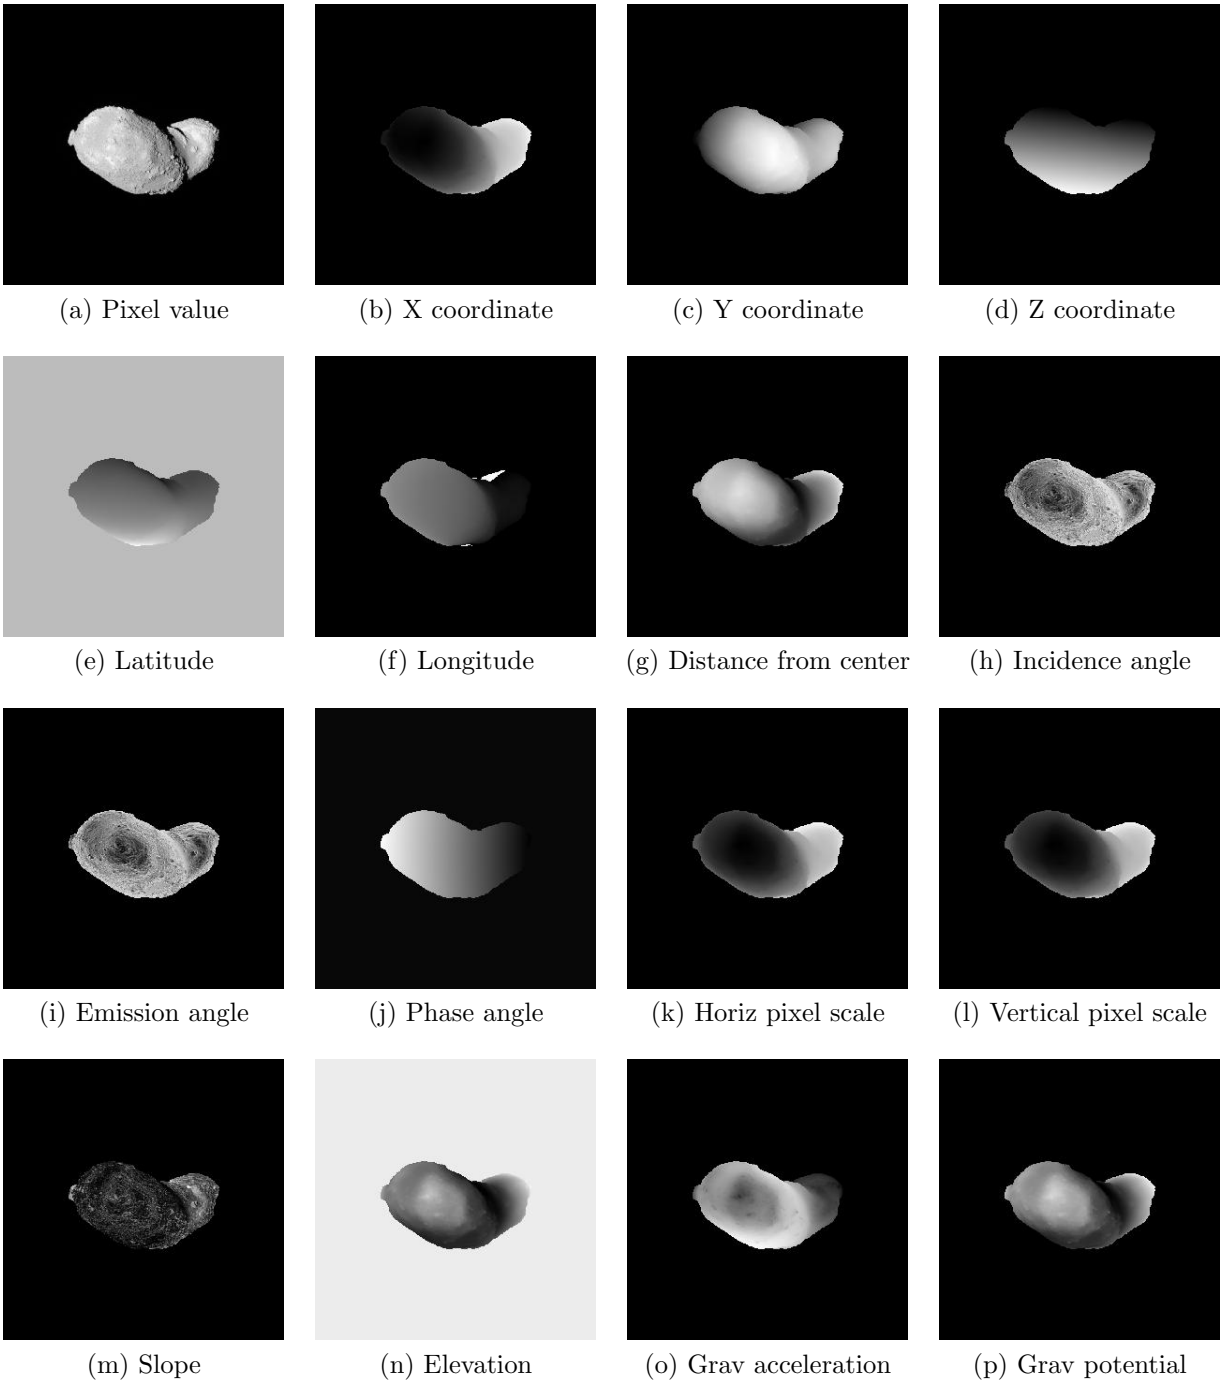 (a) Pixel value
(b) X coordinate
(c) Y coordinate
(d) Z coordinate
(e) Latitude
(f) Longitude
(g) Distance from center
(h) Incidence angle
(i) Emission angle
(j) Phase angle
(k) Horiz pixel scale
(l) Vertical pixel scale
(m) Slope
(n) Elevation
(o) Grav acceleration
(p) Grav potential